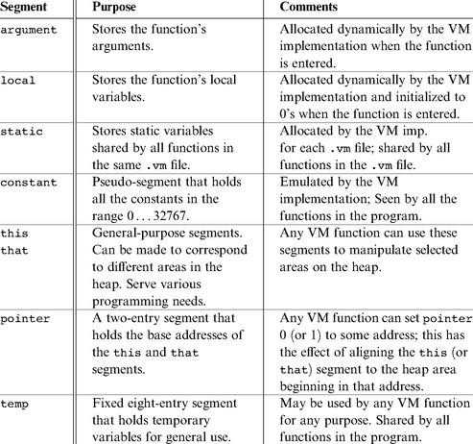 Segment Purpose Comments
argument Stores the function's Allocated dynamically by the VM
arguments. implementation when the function
is entered.
local Stores the function's local Allocated dynamically by the VM
variables. implementation and initialized to
0's when the function is entered.
static Stores static variables Allocated by the VM imp.
shared by all functions in for each .vm file; shared by all
the same .vm file. functions in the .vm file.
constant Pseudo-segment that holds Emulated by the VM
all the constants in the implementation; Seen by all the
range 0...32767. functions in the program.
this General-purpose segments. Any VM function can use these
that Can be made to correspond segments to manipulate selected
to different areas in the areas on the heap.
heap. Serve various
programming needs.
pointer A two-entry segment that Any VM function can set pointer
holds the base addresses of 0 (or 1) to some address; this has
the this and that the effect of aligning the this (or
segments. that) segment to the heap area
beginning in that address.
temp Fixed eight-entry segment May be used by any VM function
that holds temporary for any purpose. Shared by all
variables for general use. functions in the program.